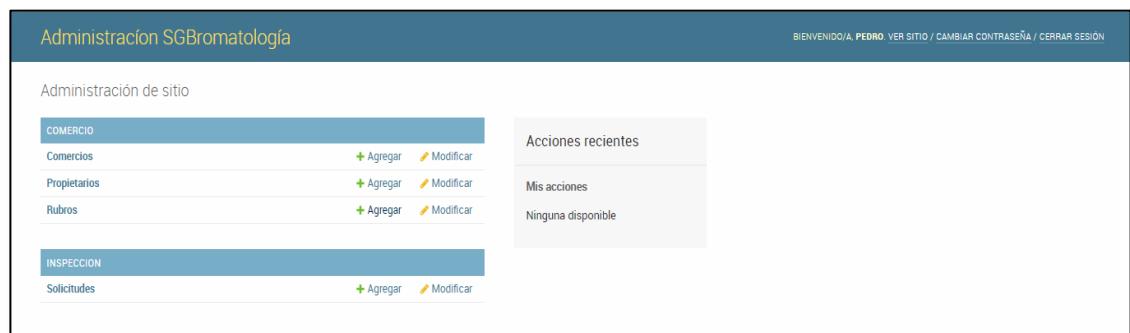 Administracíon SGBromatología
BIENVENIDO/A, PEDRO. VER SITIO / CAMBIAR CONTRASEÑA / CERRAR SESIÓN
Administración de sitio
COMERCIO
Comercios + Agregar Modificar
Propietarios + Agregar Modificar
Rubros + Agregar Modificar
INSPECCION
Solicitudes + Agregar Modificar
Acciones recientes
Mis acciones
Ninguna disponible